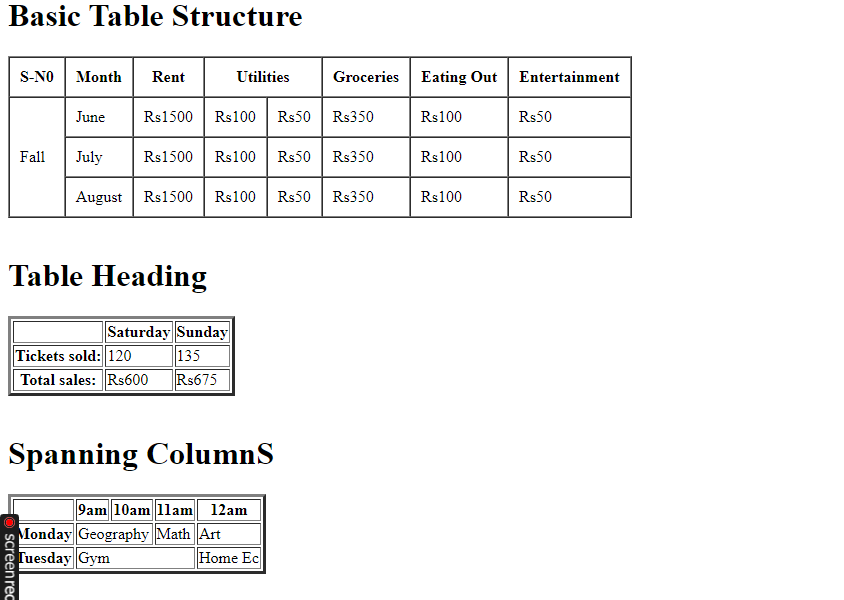 Basic Table Structure
S-N0 Month Rent Utilities Groceries Eating Out Entertainment
June Rs1500 Rs100 Rs50 Rs350 Rs100 Rs50
Fall July Rs1500 Rs100 Rs50 Rs350 Rs100 Rs50
August Rs1500 Rs100 Rs50 Rs350 Rs100 Rs50
Table Heading
Saturday Sunday
Tickets sold: 120 135
Total sales: Rs600 Rs675
Spanning ColumnS
9am 10am 11am 12am
Monday Geography Math Art
Tuesday Gym Home Ec
screenrec